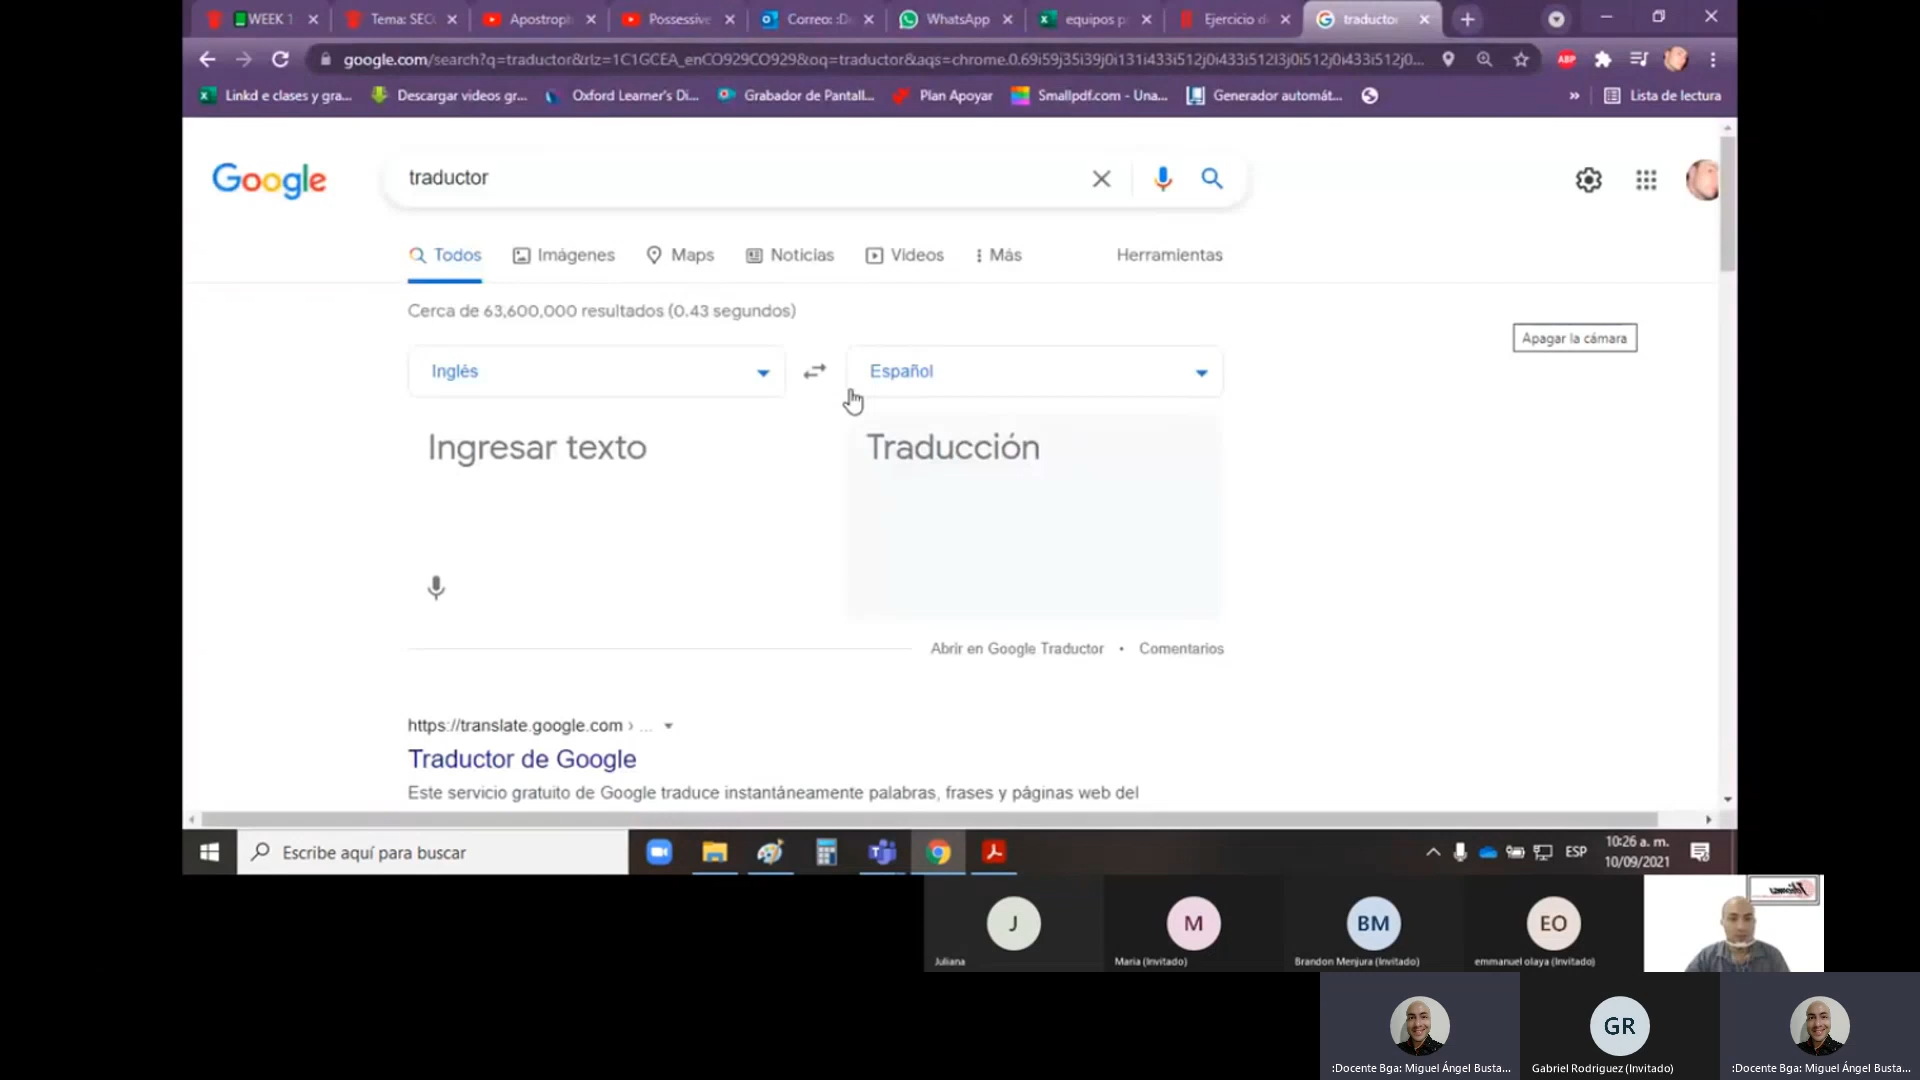 WEEK 1
Tema: SEC
Apostroph
Possessive
Correo: :D
WhatsApp
equipos p
Ejercicio d
traductor
google.com/search?q=traductor&rlz=1C1GCEA_enCO929CO929&oq=traductor&aqs=chrome.0.69i59j35i39j0i131i433i512j0i433i512l3j0i512j0i433i512j0...
ABP
Linkd e clases y gra...
Descargar videos gr...
Oxford Learner's Di...
Grabador de Pantall...
Plan Apoyar
Smallpdf.com - Una...
Generador automát...
»
Lista de lectura
Google
traductor
Todos
Imágenes
Maps
Noticias
Videos
Más
Herramientas
Cerca de 63,600,000 resultados (0.43 segundos)
Apagar la cámara
Inglés
Español
Ingresar texto
Traducción
Abrir en Google Traductor • Comentarios
https://translate.google.com › ...
Traductor de Google
Este servicio gratuito de Google traduce instantáneamente palabras, frases y páginas web del
Escribe aquí para buscar
ESP
10:26 a. m.
10/09/2021
J
Juliana
M
Maria (Invitado)
BM
Brandon Menjura (Invitado)
EO
emmanuel olaya (Invitado)
:Docente Bga: Miguel Ángel Busta...
GR
Gabriel Rodriguez (Invitado)
:Docente Bga: Miguel Ángel Busta...